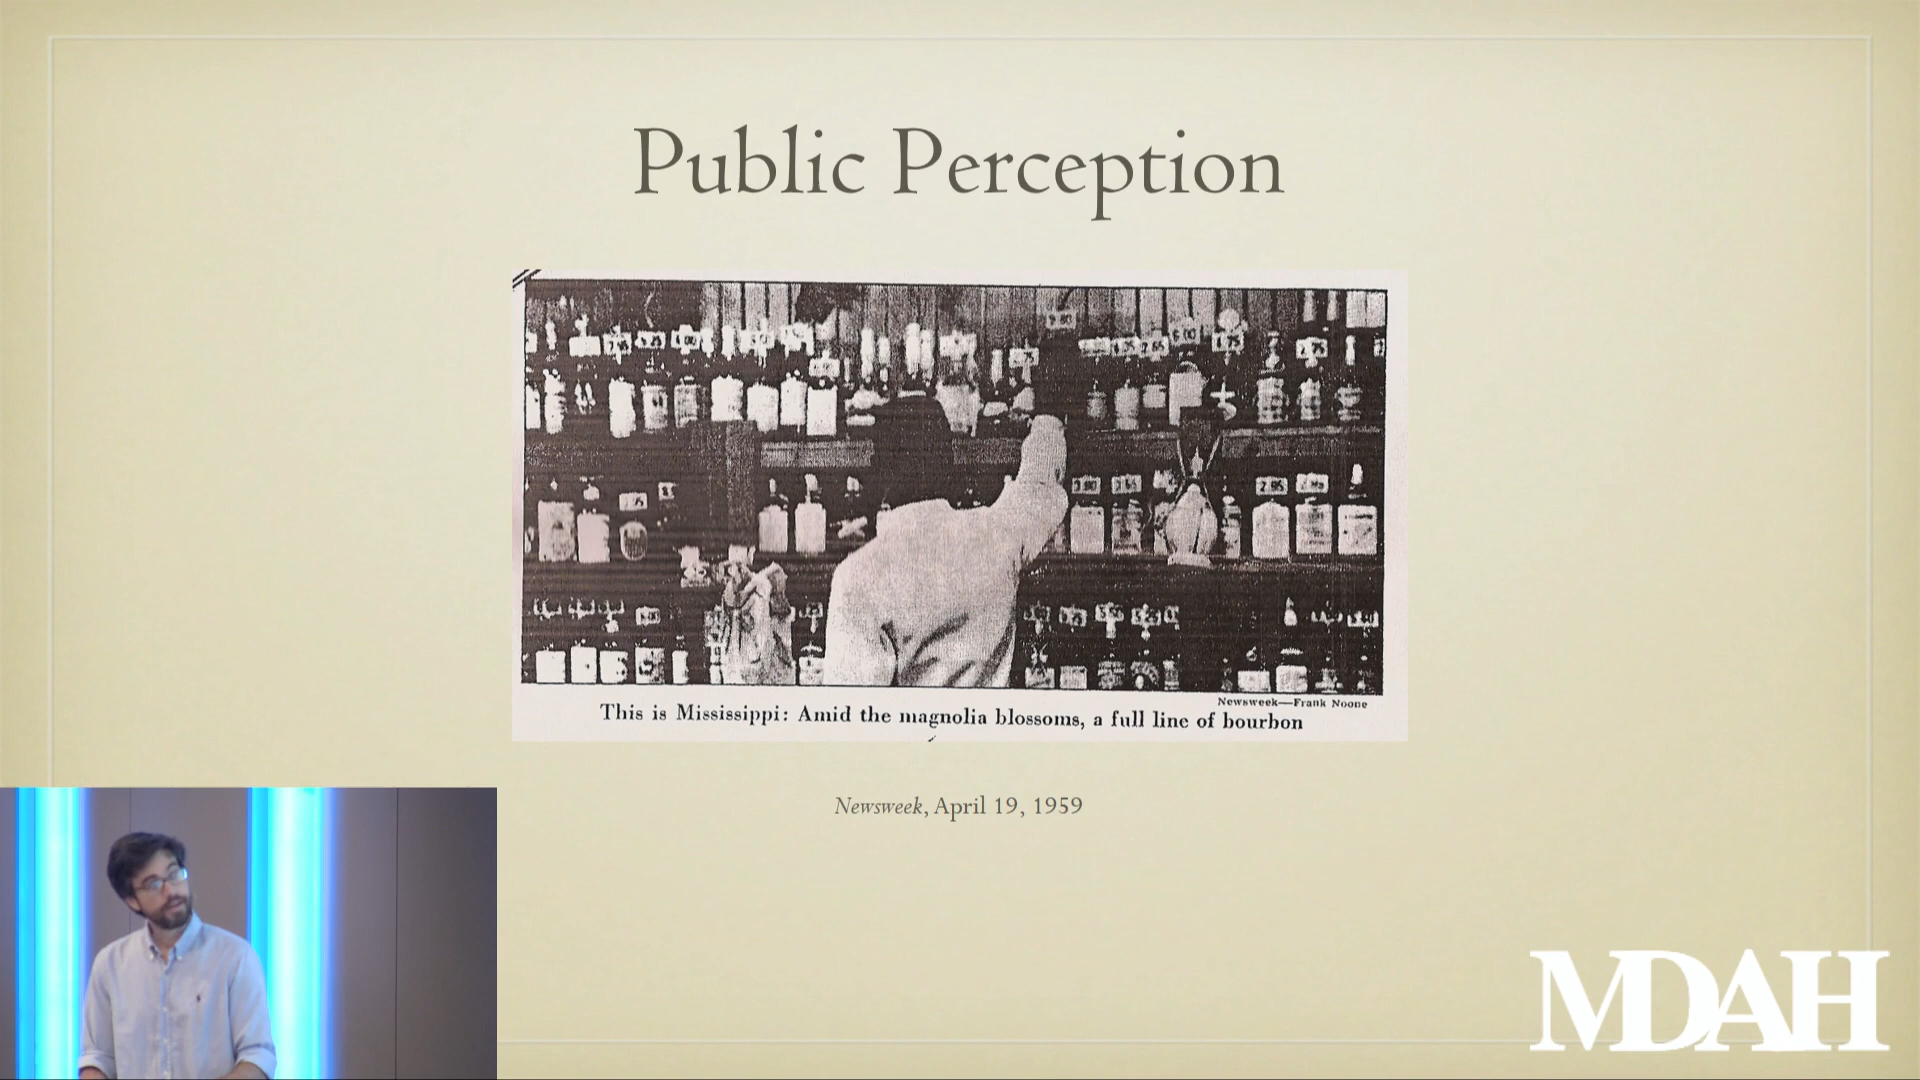 Public Perception
Newsweek—Frank Noone
This is Mississippi: Amid the magnolia blossoms, a full line of bourbon
Newsweek, April 19, 1959
MDAH